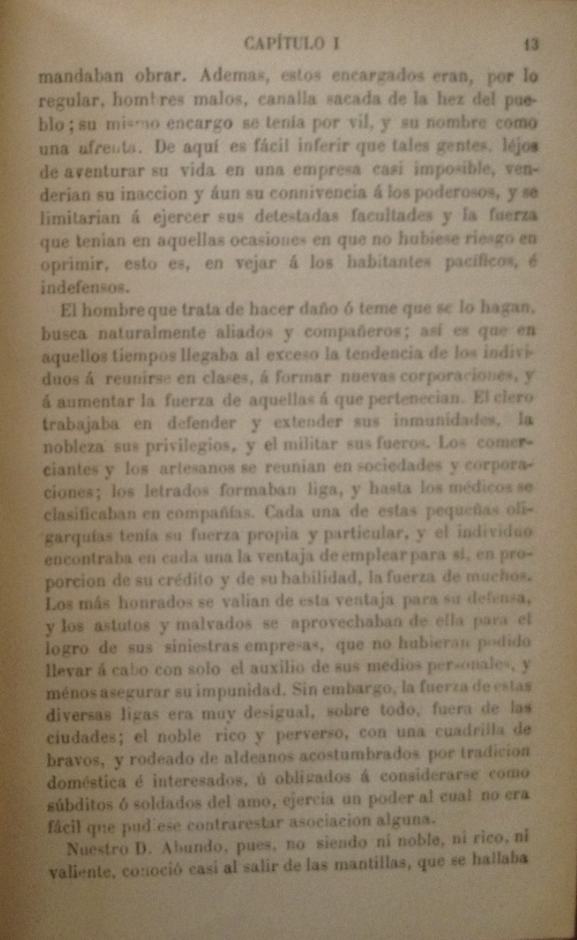 CAPÍTULO I 13
mandaban obrar. Ademas, estos encargados eran, por lo
regular, hombres malos, canalla sacada de la hez del pue-
blo; su mismo encargo se tenía por vil, y su nombre como
una afrenta. De aquí es fácil inferir que tales gentes, léjos
de aventurar su vida en una empresa casi imposible, ven-
derian su inaccion y áun su connivencia á los poderosos, y se
limitarian á ejercer sus detestadas facultades y la fuerza
que tenian en aquellas ocasiones en que no hubiese riesgo en
oprimir, esto es, en vejar á los habitantes pacíficos, é
indefensos.
El hombre que trata de hacer daño ó teme que se lo hagan,
busca naturalmente aliados y compañeros; así es que en
aquellos tiempos llegaba al exceso la tendencia de los indivi-
duos á reunirse en clases, á formar nuevas corporaciones, y
á aumentar la fuerza de aquellas á que pertenecian. El clero
trabajaba en defender y extender sus inmunidades, la
nobleza sus privilegios, y el militar sus fueros. Los comer-
ciantes y los artesanos se reunian en sociedades y corpora-
ciones; los letrados formaban liga, y hasta los médicos se
clasificaban en compañías. Cada una de estas pequeñas oli-
garquías tenía su fuerza propia y particular, y el individuo
encontraba en cada una la ventaja de emplear para sí, en pro-
porcion de su crédito y de su habilidad, la fuerza de muchos.
Los más honrados se valian de esta ventaja para su defensa,
y los astutos y malvados se aprovechaban de ella para el
logro de sus siniestras empresas, que no hubieran podido
llevar á cabo con solo el auxilio de sus medios personales, y
ménos asegurar su impunidad. Sin embargo, la fuerza de estas
diversas ligas era muy desigual, sobre todo, fuera de las
ciudades; el noble rico y perverso, con una cuadrilla de
bravos, y rodeado de aldeanos acostumbrados por tradicion
doméstica é interesados, ú obligados á considerarse como
súbditos ó soldados del amo, ejercia un poder al cual no era
fácil que pudiese contrarestar asociacion alguna.
Nuestro D. Abundo, pues, no siendo ni noble, ni rico, ni
valiente, conoció casi al salir de las mantillas, que se hallaba